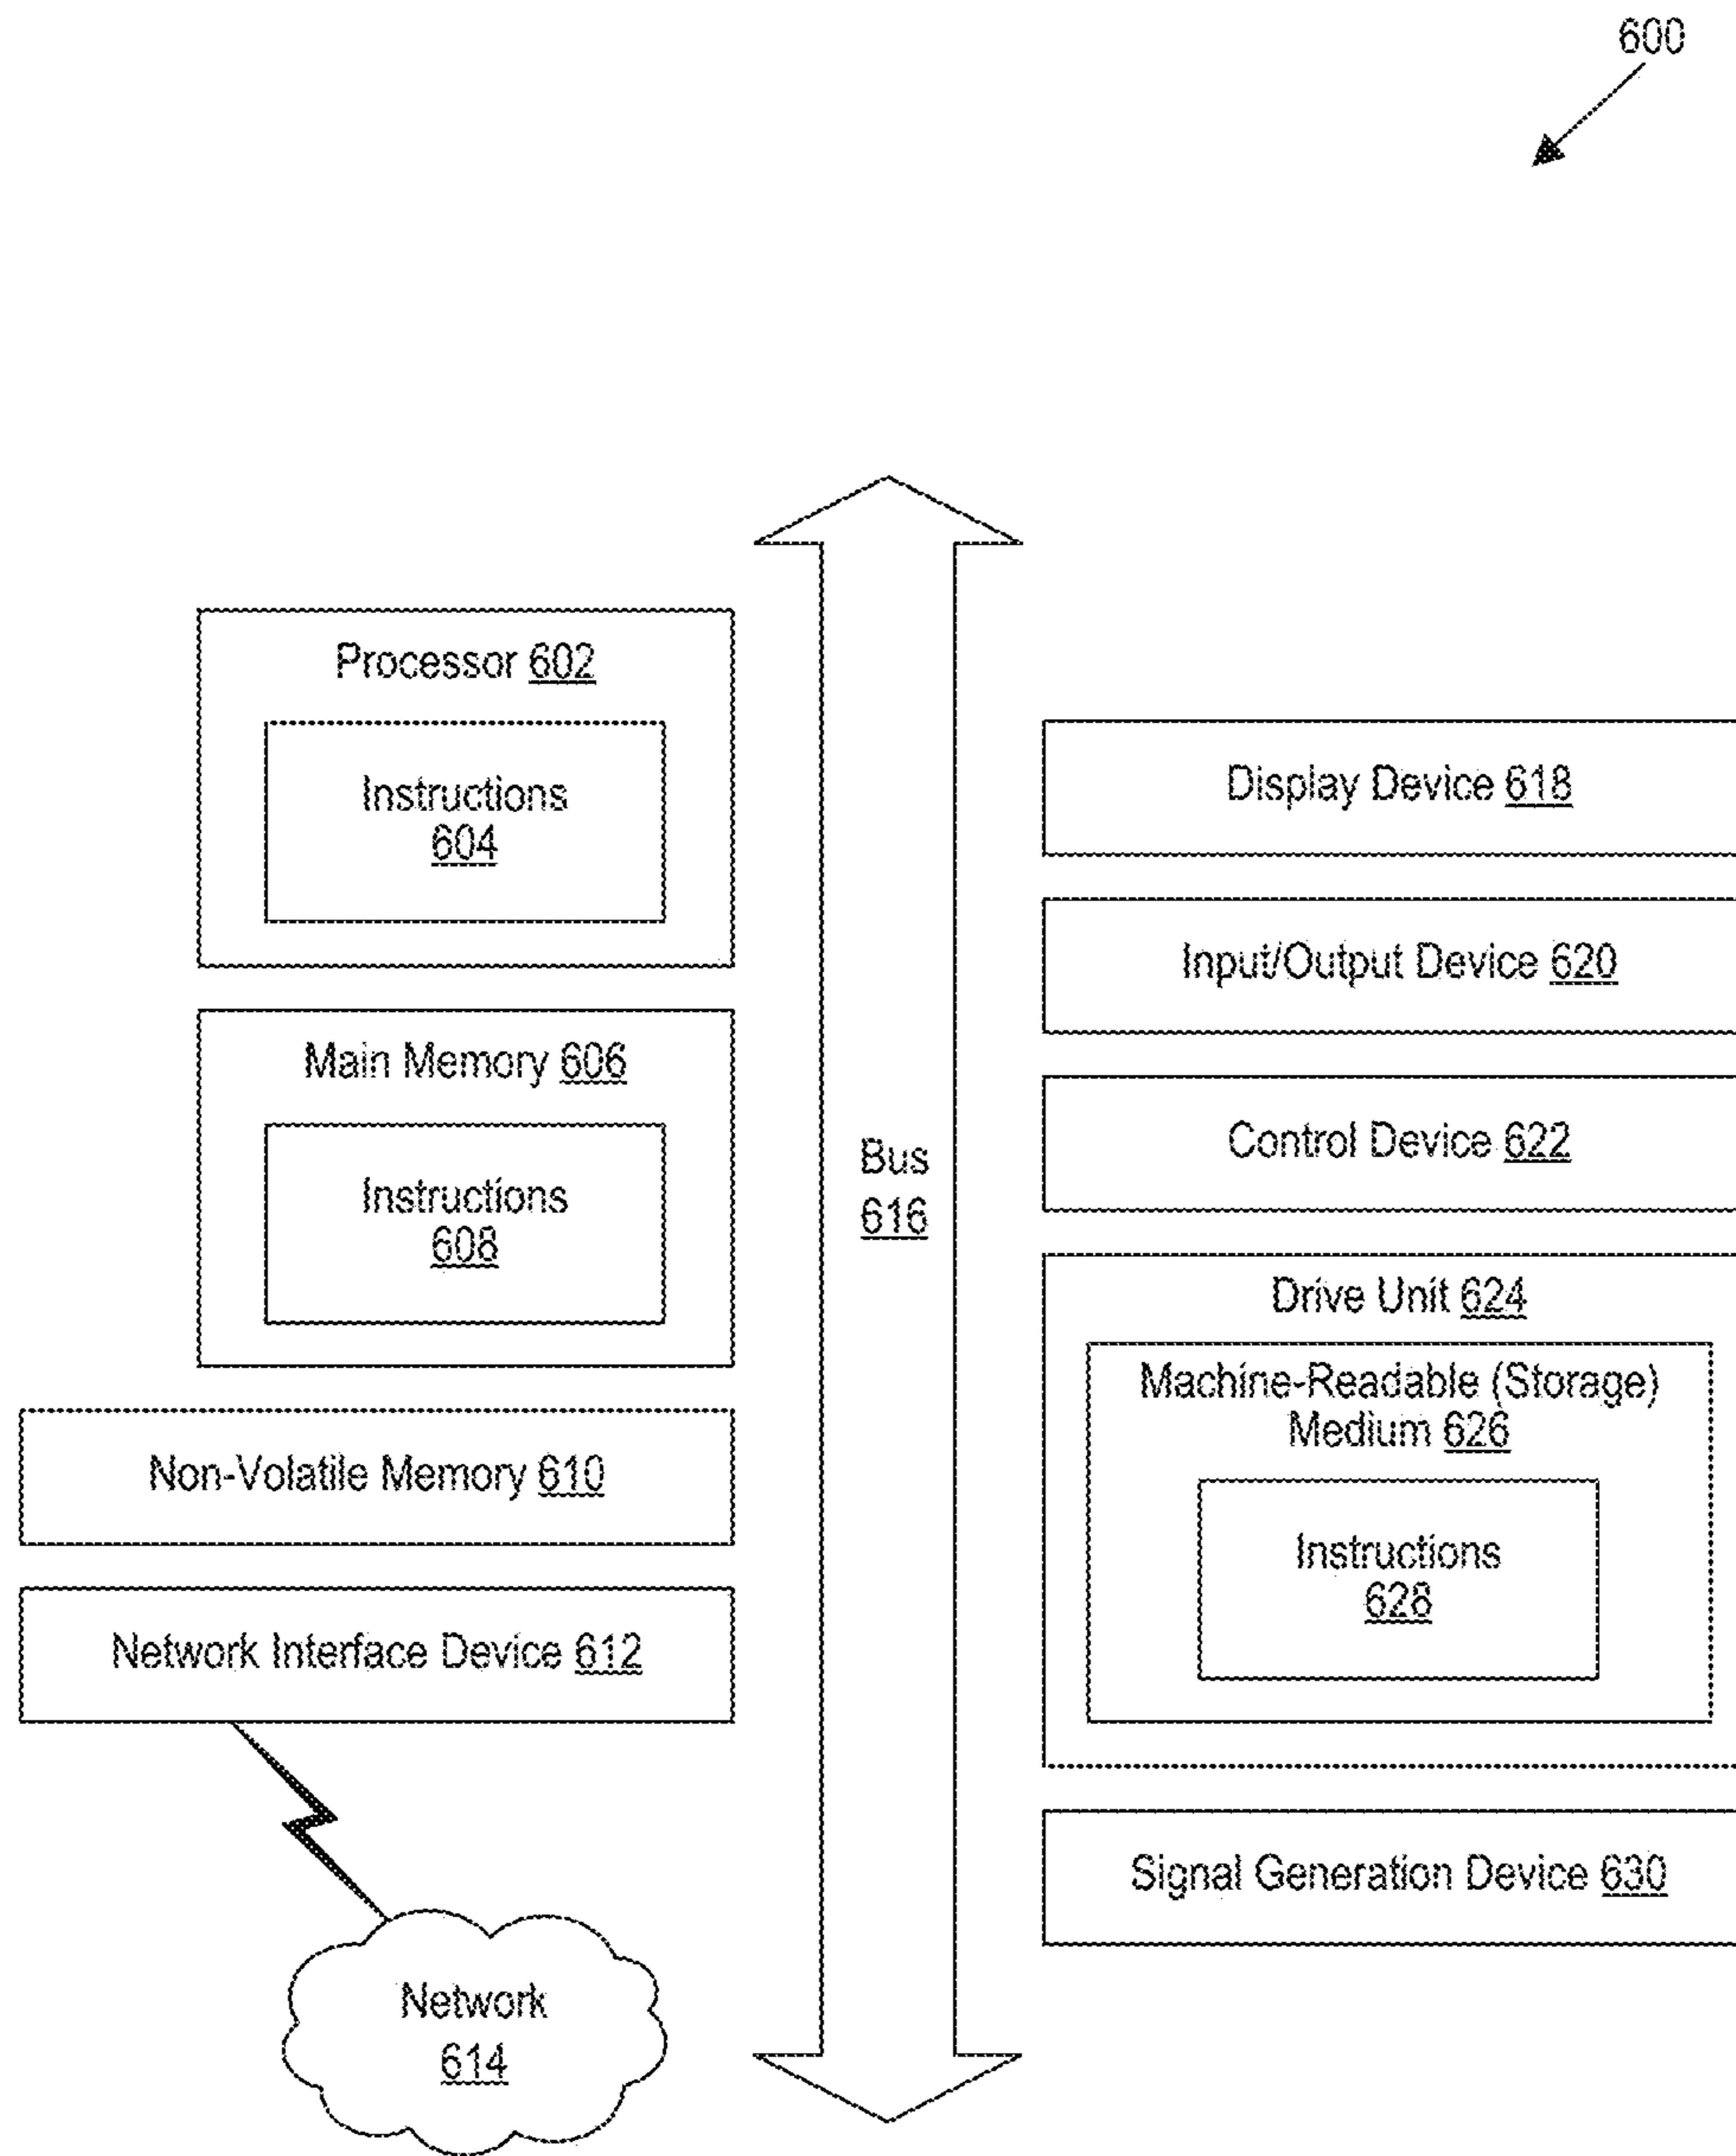 600
Processor 602
Instructions
604
Main Memory 606
Instructions
608
Non-Volatile Memory 610
Network Interface Device 612
Network
614
Bus
616
Display Device 618
Input/Output Device 620
Control Device 622
Drive Unit 624
Machine-Readable (Storage)
Medium 626
Instructions
628
Signal Generation Device 630